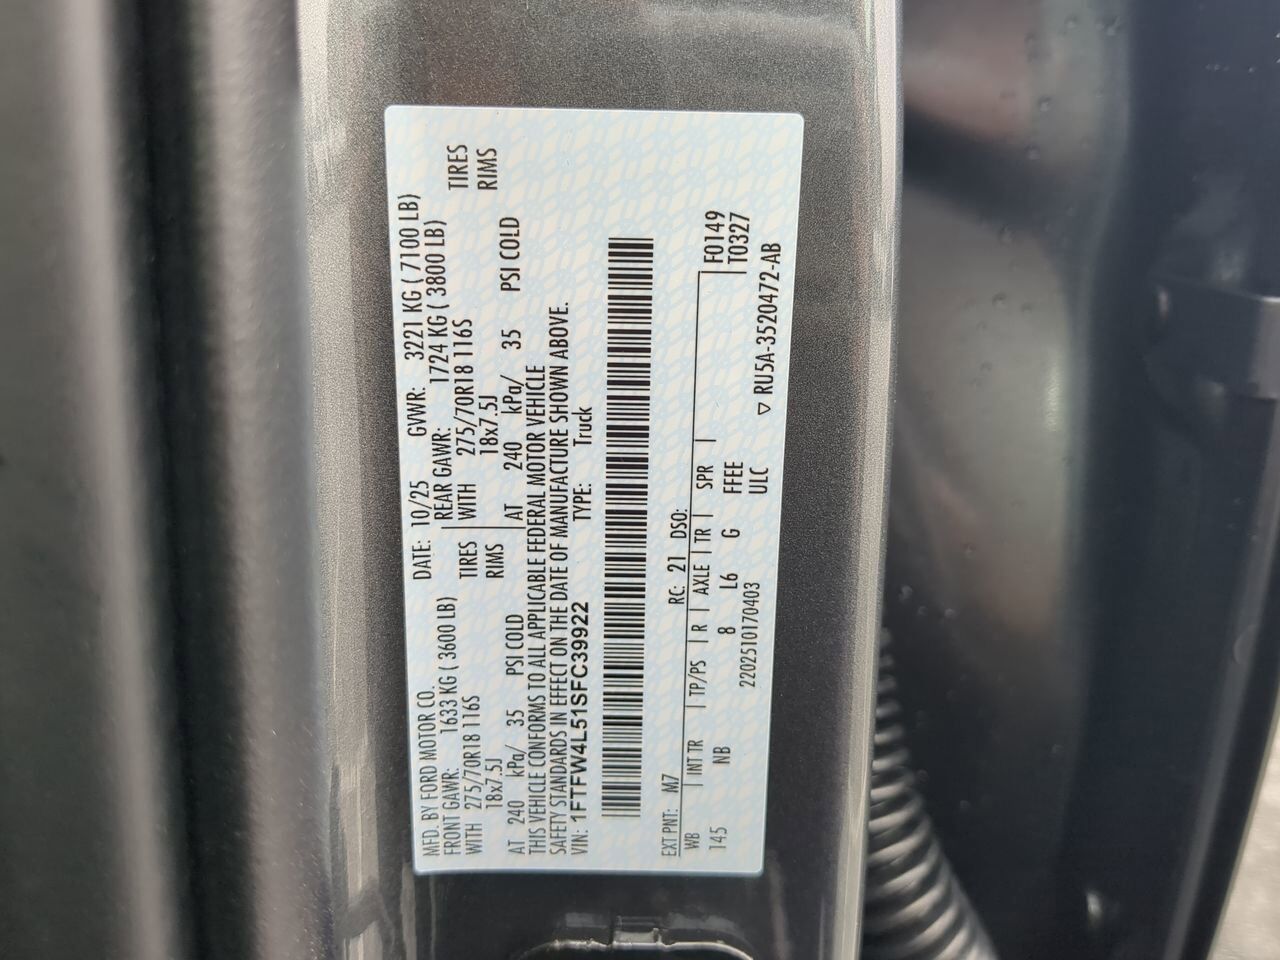 MFD. BY FORD MOTOR CO. DATE: 10/25 GVWR: 3221 KG ( 7100 LB)
FRONT GAWR: 1633 KG ( 3600 LB) REAR GAWR: 1724 KG ( 3800 LB)
WITH 275/70R18 116S TIRES WITH 275/70R18 116S TIRES
18x7.5J RIMS 18x7.5J RIMS
AT 240 kPa/ 35 PSI COLD AT 240 kPa/ 35 PSI COLD
THIS VEHICLE CONFORMS TO ALL APPLICABLE FEDERAL MOTOR VEHICLE
SAFETY STANDARDS IN EFFECT ON THE DATE OF MANUFACTURE SHOWN ABOVE.
VIN: 1FTFW4L51SFC39922 TYPE: Truck
EXT PNT: M7 RC: 21 DSO: F0149
WB INT TR TP/PS R AXLE TR SPR T0327
145 NB 8 L6 G FFEE
2202510170403 ULC
▽ RU5A-3520472-AB